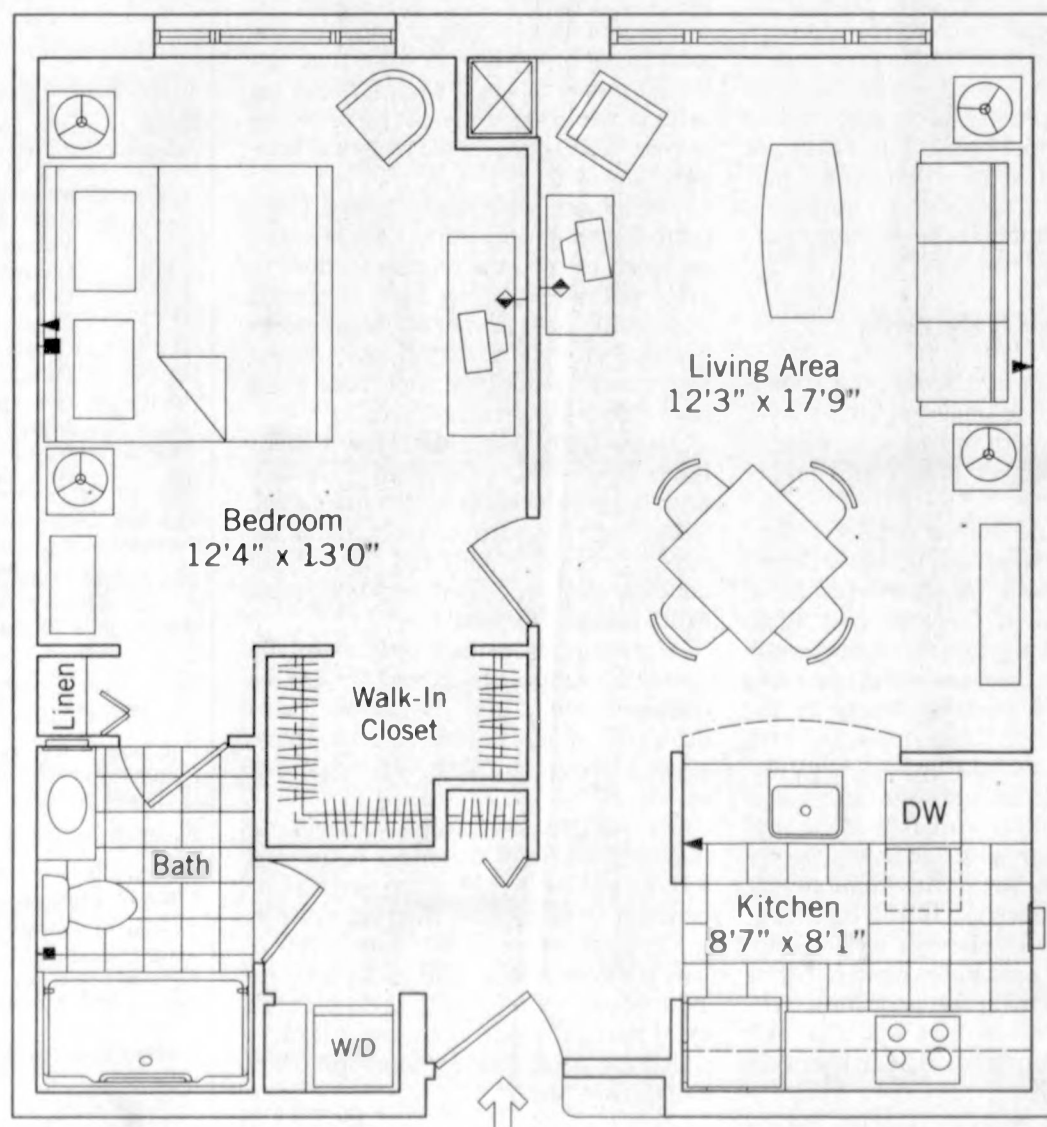 Living Area
12'3" x 17'9"
Bedroom
12'4" x 13'0"
Linen
Walk-In
Closet
DW
Bath
Kitchen
8'7" x 8'1"
W/D